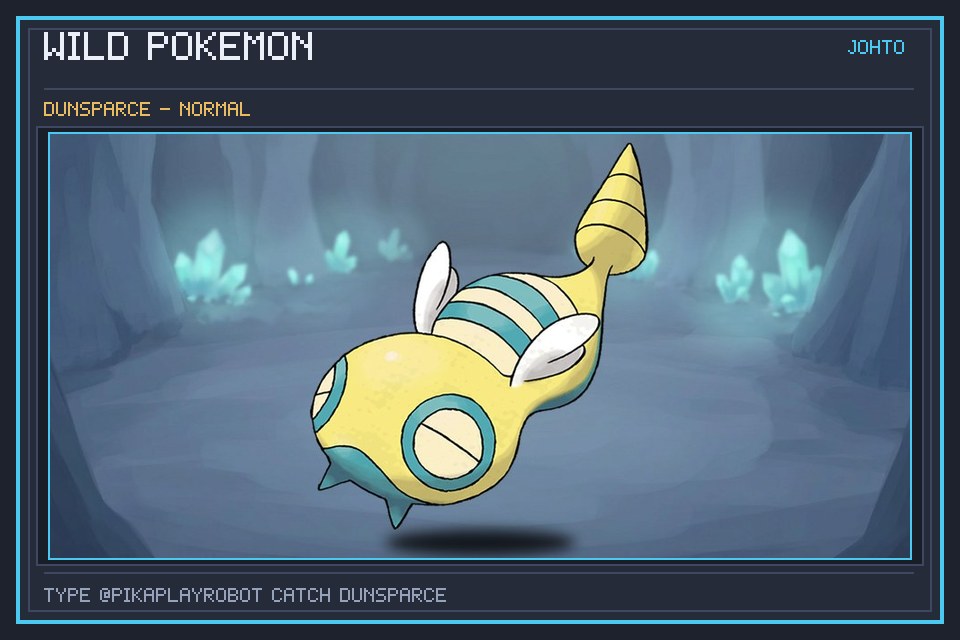 WILD POKEMON
JOHTO
DUNSPARCE - NORMAL
TYPE @PIKAPLAYROBOT CATCH DUNSPARCE